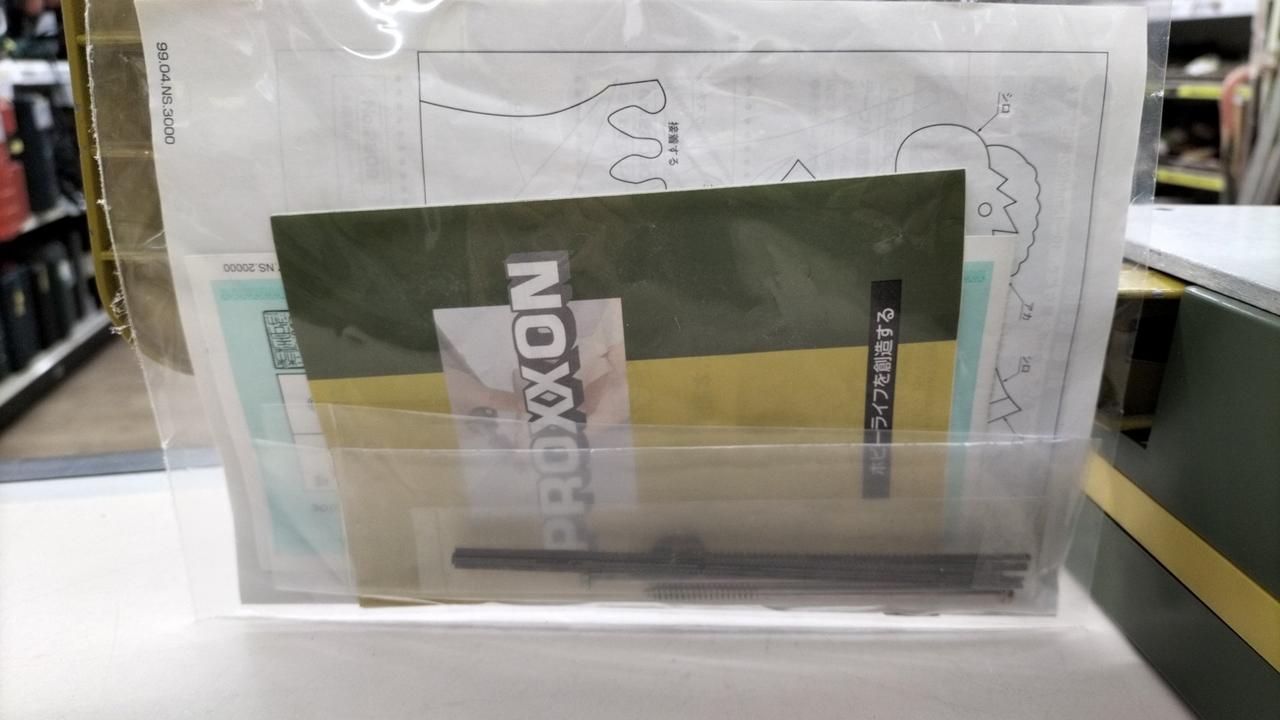 99.04.NS.3000
接着する
シロ
NS.20000
PROXXON
ホビーライフを創造する
アカ
シロ